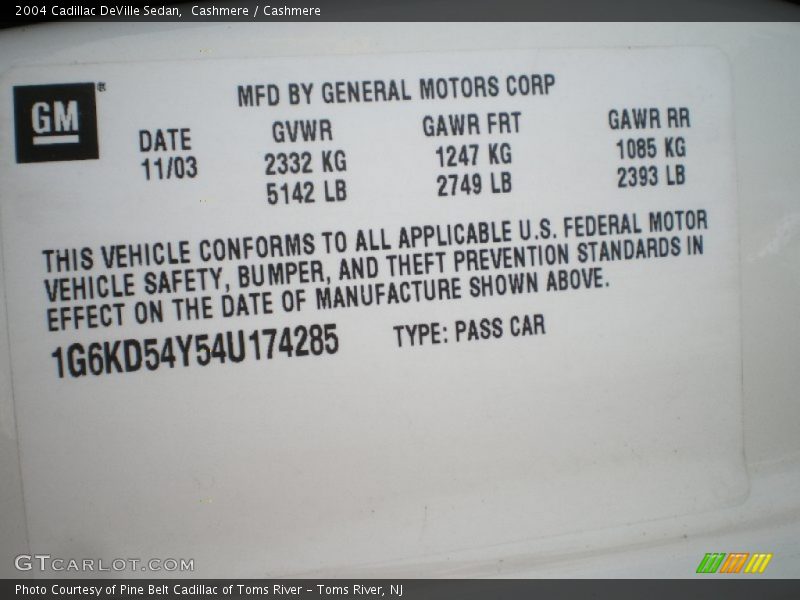 2004 Cadillac DeVille Sedan,  Cashmere / Cashmere
GM®
MFD BY GENERAL MOTORS CORP
DATE GVWR GAWR FRT GAWR RR
11/03 2332 KG 1247 KG 1085 KG
5142 LB 2749 LB 2393 LB
THIS VEHICLE CONFORMS TO ALL APPLICABLE U.S. FEDERAL MOTOR
VEHICLE SAFETY, BUMPER, AND THEFT PREVENTION STANDARDS IN
EFFECT ON THE DATE OF MANUFACTURE SHOWN ABOVE.
1G6KD54Y54U174285 TYPE: PASS CAR
GTCARLOT.COM
Photo Courtesy of Pine Belt Cadillac of Toms River – Toms River, NJ